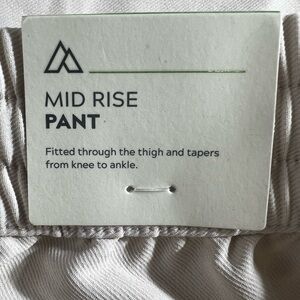 MID RISE
PANT
Fitted through the thigh and tapers
from knee to ankle.